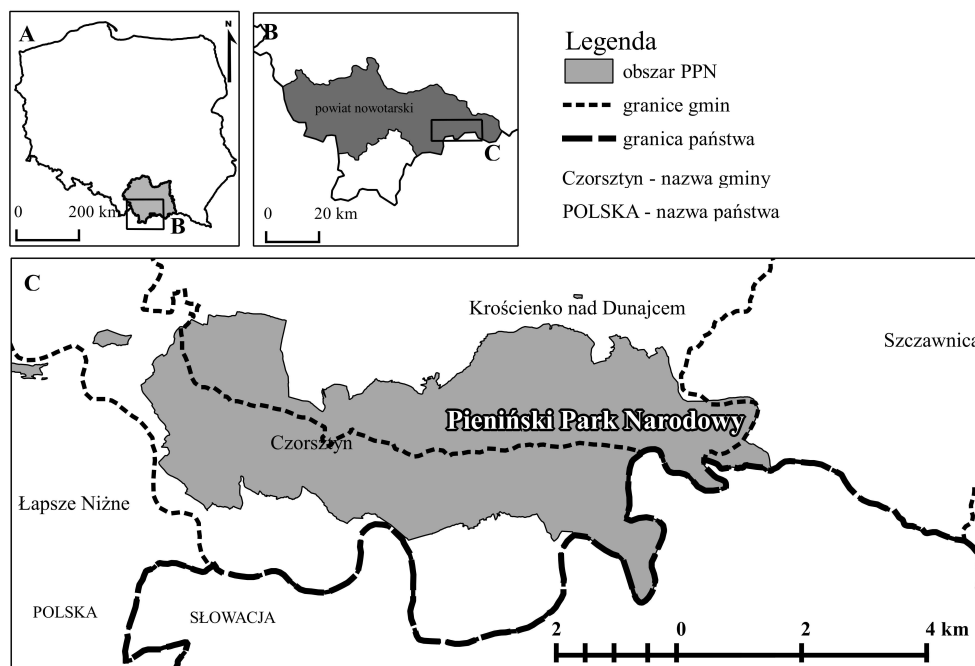 A
N
0
200 km
B
B
powiat nowotarski
C
0
20 km
Legenda
obszar PPN
granice gmin
granica państwa
Czorsztyn - nazwa gminy
POLSKA - nazwa państwa
C
Krościenko nad Dunajcem
Szczawnica
Pieniński Park Narodowy
Czorsztyn
Łapsze Niżne
POLSKA
SŁOWACJA
2 0 2 4 km